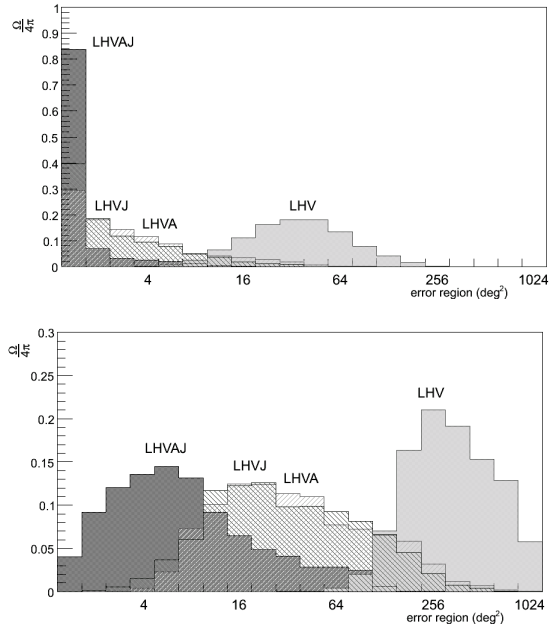 1
0.9
0.8
0.7
0.6
0.5
0.4
0.3
0.2
0.1
0
Ω
4π
LHVAJ
LHVJ
LHVA
LHV
4
16
64
256
1024
error region (deg²)
0.3
0.25
0.2
0.15
0.1
0.05
0
Ω
4π
LHVAJ
LHVJ
LHVA
LHV
4
16
64
256
1024
error region (deg²)